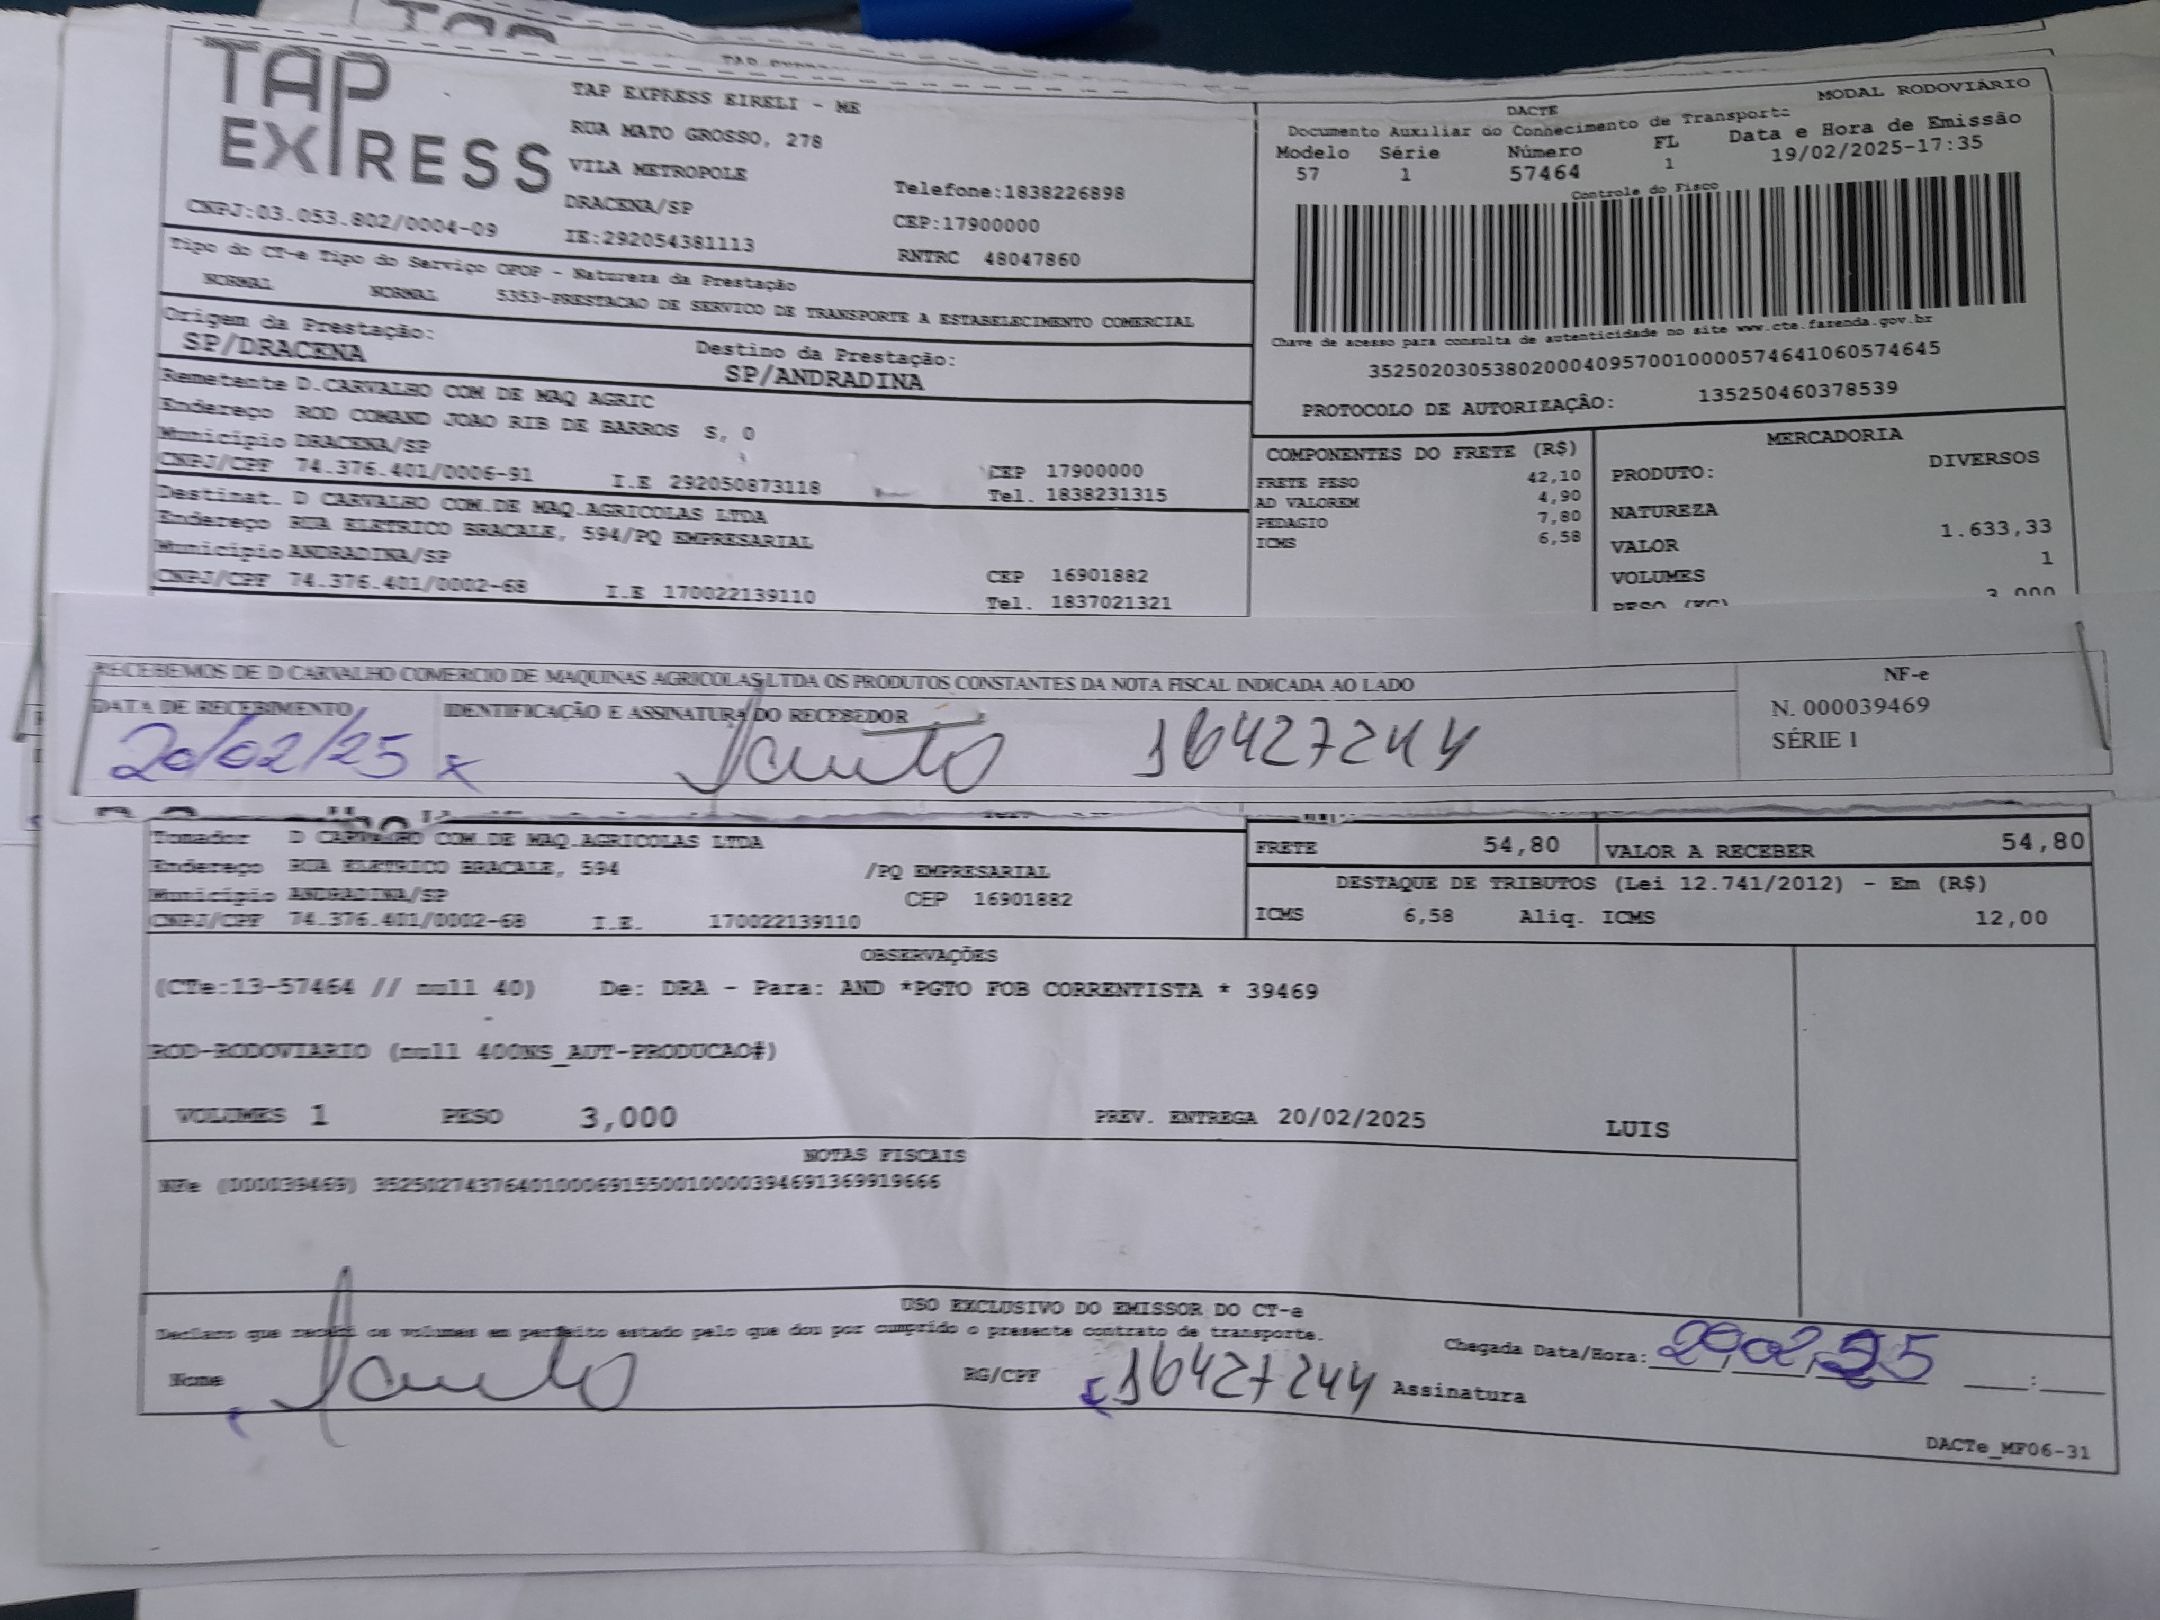 TAP EXPRESS
TAP EXPRESS EIRELI - ME
RUA MATO GROSSO, 278
VILA METROPOLE
DRACENA/SP
IE:292054381113
Telefone:1838226898
CEP:17900000
RNTRC 48047860
CNPJ:03.053.802/0004-09
Tipo do CT-e Tipo do Serviço CFOP - Natureza da Prestação
NORMAL NORMAL 5353-PRESTACAO DE SERVICO DE TRANSPORTE A ESTABELECIMENTO COMERCIAL
Origem da Prestação:
SP/DRACENA
Destino da Prestação:
SP/ANDRADINA
Remetente D.CARVALHO COM DE MAQ AGRIC
Endereço ROD COMAND JOAO RIB DE BARROS S, 0
Município DRACENA/SP
CEP 17900000
CNPJ/CPF 74.376.401/0006-91 I.E 292050873118 Tel. 1838231315
Destinat. D CARVALHO COM.DE MAQ.AGRICOLAS LTDA
Endereço RUA ELETRICO BRACALE, 594/PQ EMPRESARIAL
Município ANDRADINA/SP CEP 16901882
CNPJ/CPF 74.376.401/0002-68 I.E 170022139110 Tel. 1837021321
MODAL RODOVIÁRIO
DACTE
Documento Auxiliar do Conhecimento de Transporte
Modelo Série Número FL Data e Hora de Emissão
57 1 57464 1 19/02/2025-17:35
Controle do Fisco
Chave de acesso para consulta de autenticidade no site www.cte.fazenda.gov.br
35250203053802000409570010000574641060574645
PROTOCOLO DE AUTORIZAÇÃO: 135250460378539
COMPONENTES DO FRETE (R$)
FRETE PESO 42,10
AD VALOREM 4,90
PEDAGIO 7,80
ICMS 6,58
MERCADORIA
PRODUTO: DIVERSOS
NATUREZA
VALOR 1.633,33
VOLUMES 1
PESO (KG) 3,000
RECEBEMOS DE D CARVALHO COMERCIO DE MAQUINAS AGRICOLAS LTDA OS PRODUTOS CONSTANTES DA NOTA FISCAL INDICADA AO LADO
DATA DE RECEBIMENTO IDENTIFICAÇÃO E ASSINATURA DO RECEBEDOR
20/02/25 x 16427244
NF-e
N. 000039469
SÉRIE 1
Tomador D CARVALHO COM.DE MAQ.AGRICOLAS LTDA
Endereço RUA ELETRICO BRACALE, 594 /PQ EMPRESARIAL
Município ANDRADINA/SP CEP 16901882
CNPJ/CPF 74.376.401/0002-68 I.E. 170022139110
FRETE 54,80 VALOR A RECEBER 54,80
DESTAQUE DE TRIBUTOS (Lei 12.741/2012) - Em (R$)
ICMS 6,58 Aliq. ICMS 12,00
OBSERVAÇÕES
(CTe:13-57464 // null 40) De: DRA - Para: AND *PGTO FOB CORRENTISTA * 39469
ROD-RODOVIARIO (null 400NS_AUT-PRODUCAO#)
VOLUMES 1 PESO 3,000 PREV. ENTREGA 20/02/2025 LUIS
NOTAS FISCAIS
NFe (000039469) 35250274376401000691550010000394691369919666
USO EXCLUSIVO DO EMISSOR DO CT-e
Declaro que recebi os volumes em perfeito estado pelo que dou por cumprido o presente contrato de transporte.
Chegada Data/Hora: 20,02,25 :
Nome RG/CPF 16427244 Assinatura
DACTe_MF06-31